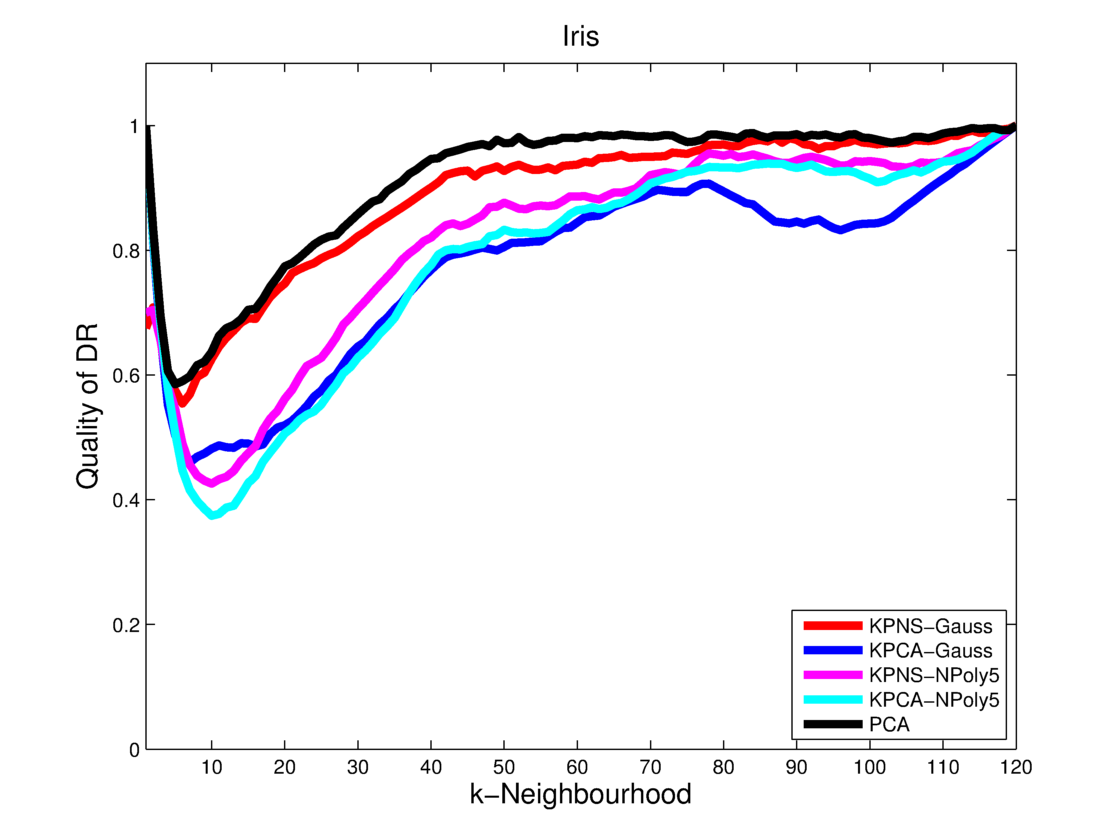 Iris
Quality of DR
1
0.8
0.6
0.4
0.2
0
10 20 30 40 50 60 70 80 90 100 110 120
k−Neighbourhood
KPNS−Gauss
KPCA−Gauss
KPNS−NPoly5
KPCA−NPoly5
PCA